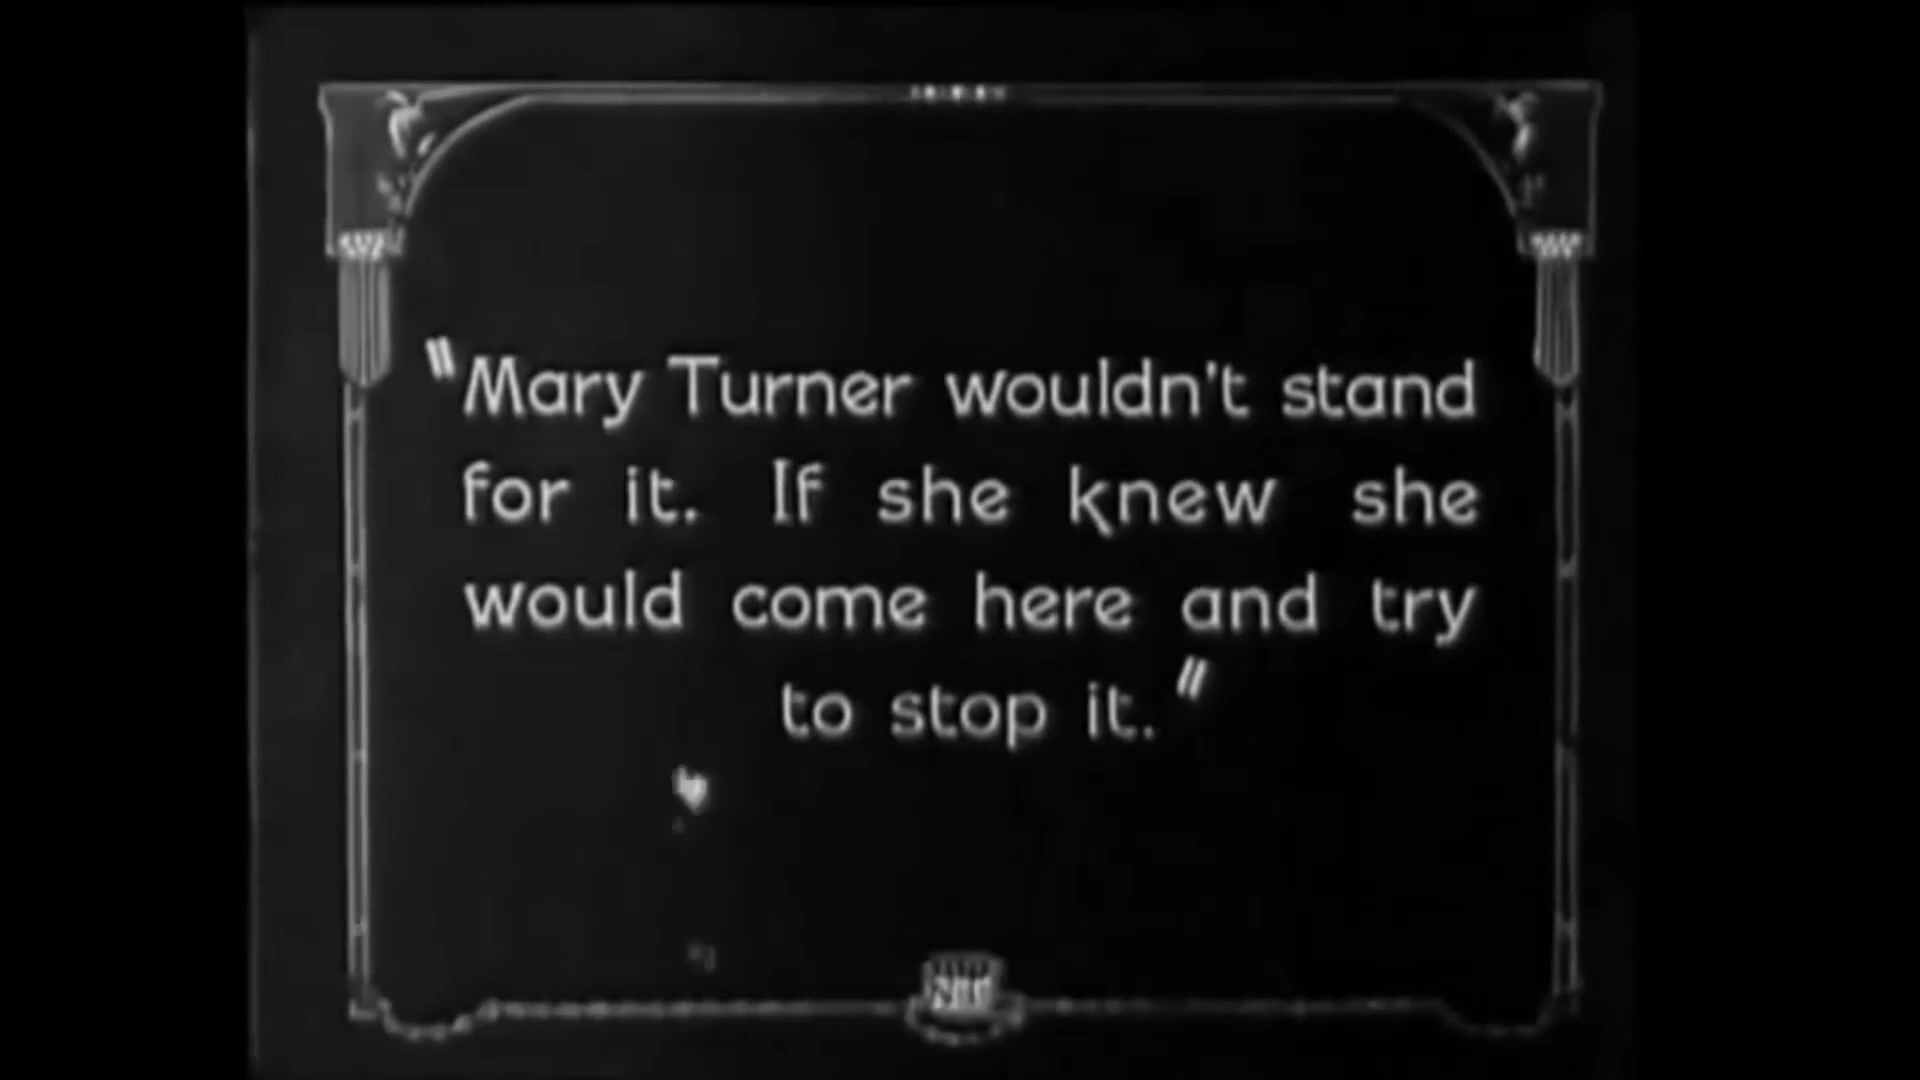 "Mary Turner wouldn't stand
for it. If she knew she
would come here and try
to stop it."